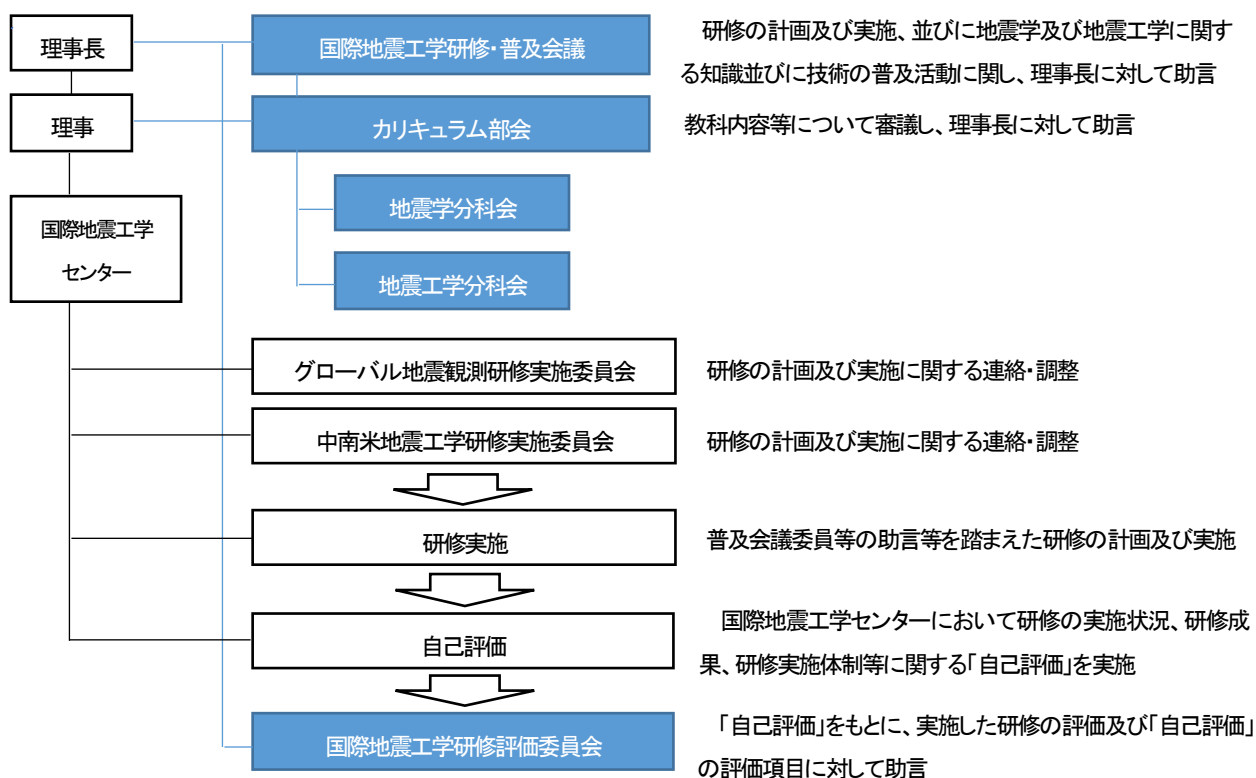 理事長
国際地震工学研修・普及会議
研修の計画及び実施、並びに地震学及び地震工学に関す
る知識並びに技術の普及活動に関し、理事長に対して助言
理事
カリキュラム部会
教科内容等について審議し、理事長に対して助言
地震学分科会
国際地震工学
センター
地震工学分科会
グローバル地震観測研修実施委員会
研修の計画及び実施に関する連絡・調整
中南米地震工学研修実施委員会
研修の計画及び実施に関する連絡・調整
研修実施
普及会議委員等の助言等を踏まえた研修の計画及び実施
自己評価
国際地震工学センターにおいて研修の実施状況、研修成
果、研修実施体制等に関する「自己評価」を実施
国際地震工学研修評価委員会
「自己評価」をもとに、実施した研修の評価及び「自己評価」
の評価項目に対して助言